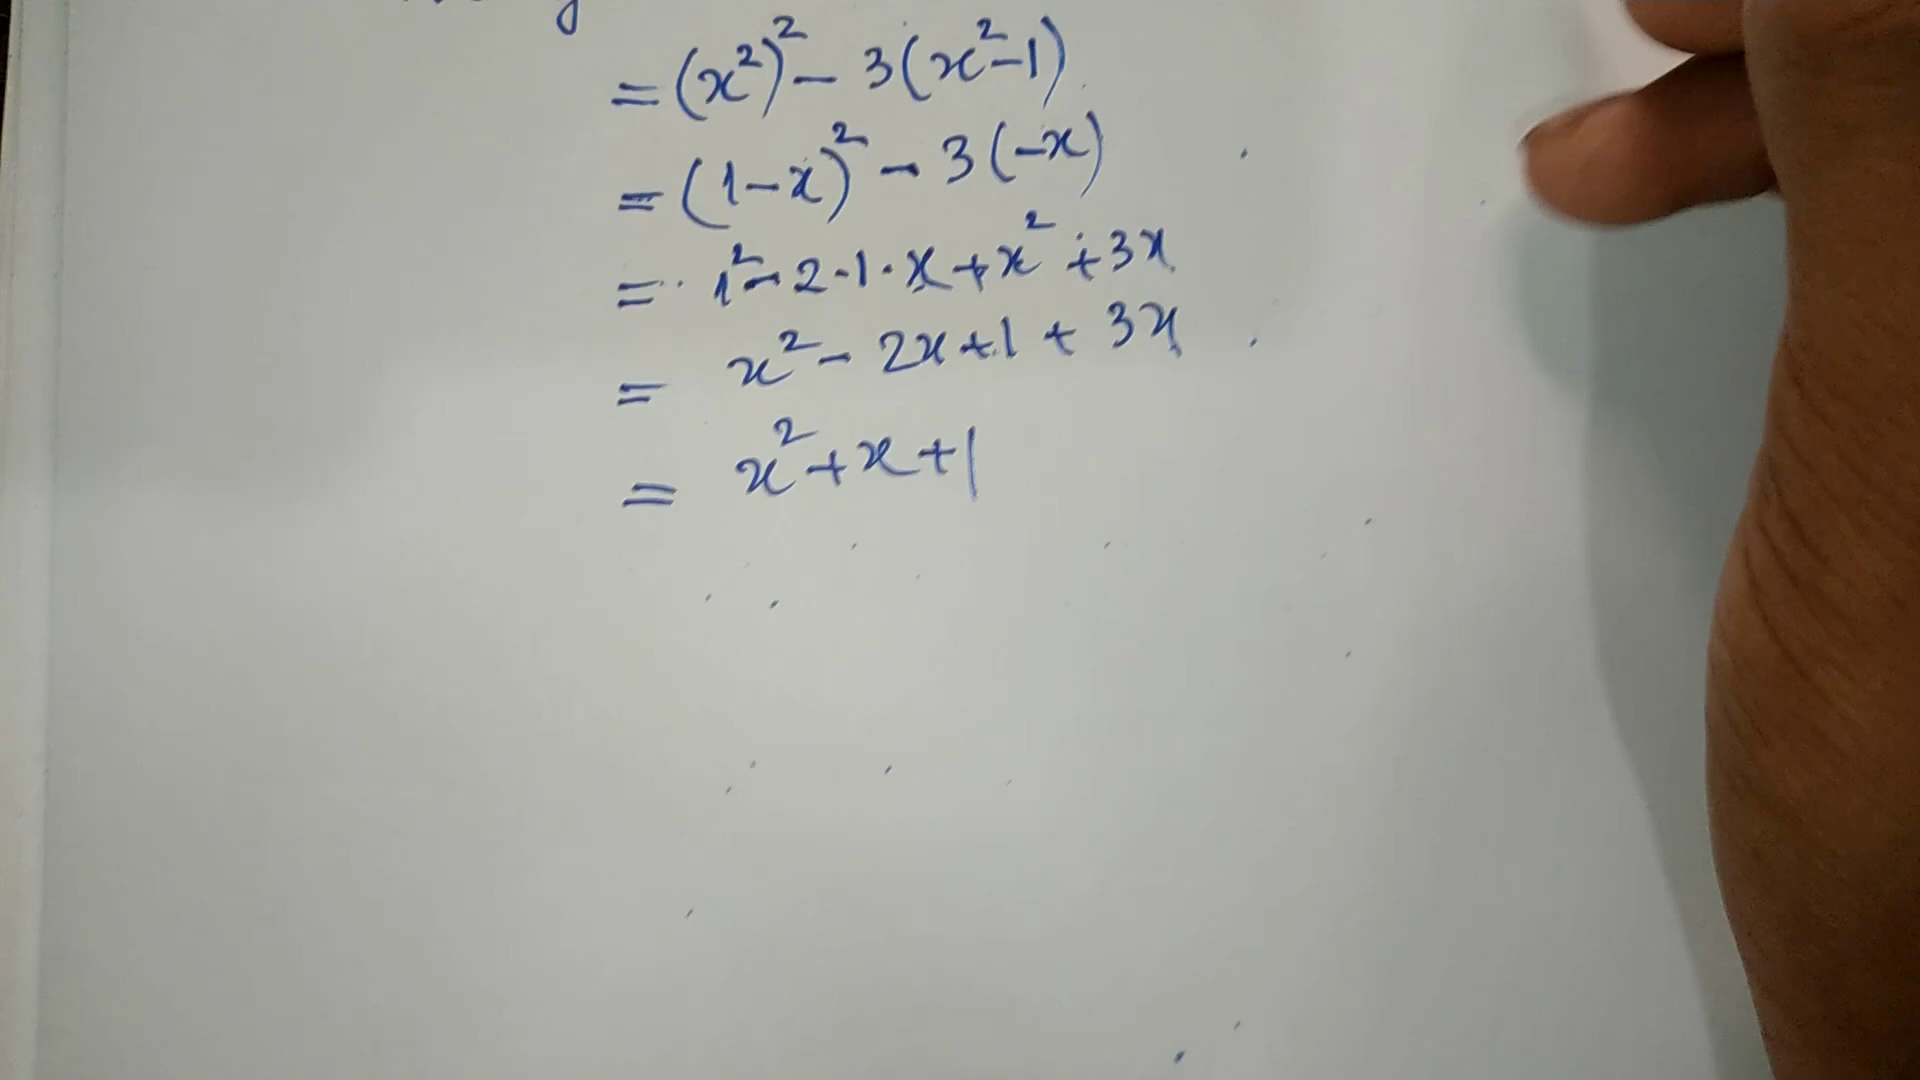 = (x²)² - 3(x²-1)
= (1-x)² - 3(-x)
= 1² - 2·1·x + x² + 3x
= x² - 2x + 1 + 3x
= x² + x + 1